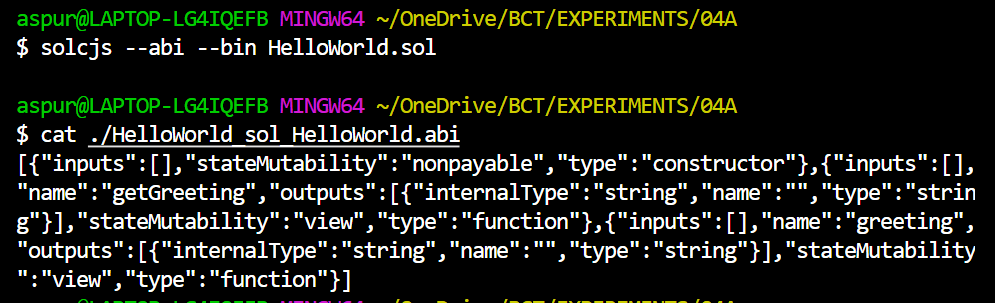 aspur@LAPTOP-LG4IQEFB MINGW64 ~/OneDrive/BCT/EXPERIMENTS/04A
$ solcjs --abi --bin HelloWorld.sol
aspur@LAPTOP-LG4IQEFB MINGW64 ~/OneDrive/BCT/EXPERIMENTS/04A
$ cat ./HelloWorld_sol_HelloWorld.abi
[{"inputs":[],"stateMutability":"nonpayable","type":"constructor"},{"inputs":[],
"name":"getGreeting","outputs":[{"internalType":"string","name":"","type":"strin
g"}],"stateMutability":"view","type":"function"},{"inputs":[],"name":"greeting",
"outputs":[{"internalType":"string","name":"","type":"string"}],"stateMutability
":"view","type":"function"}]